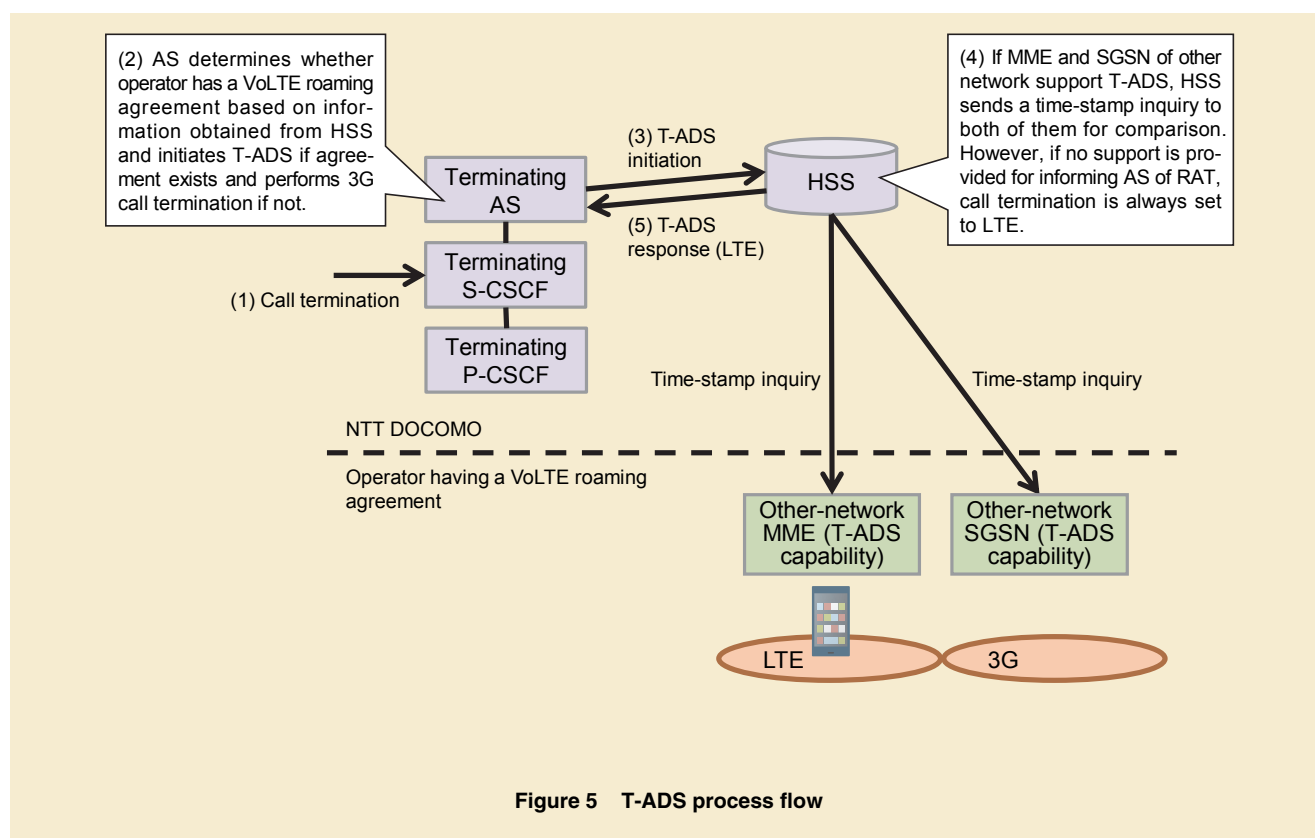 (2) AS determines whether
operator has a VoLTE roaming
agreement based on infor-
mation obtained from HSS
and initiates T-ADS if agree-
ment exists and performs 3G
call termination if not.
(4) If MME and SGSN of other
network support T-ADS, HSS
sends a time-stamp inquiry to
both of them for comparison.
However, if no support is pro-
vided for informing AS of RAT,
call termination is always set
to LTE.
(3) T-ADS
initiation
Terminating
AS
HSS
(5) T-ADS
response (LTE)
Terminating
S-CSCF
(1) Call termination
Terminating
P-CSCF
Time-stamp inquiry
Time-stamp inquiry
NTT DOCOMO
Operator having a VoLTE roaming
agreement
Other-network
MME (T-ADS
capability)
Other-network
SGSN (T-ADS
capability)
LTE
3G
Figure 5 T-ADS process flow